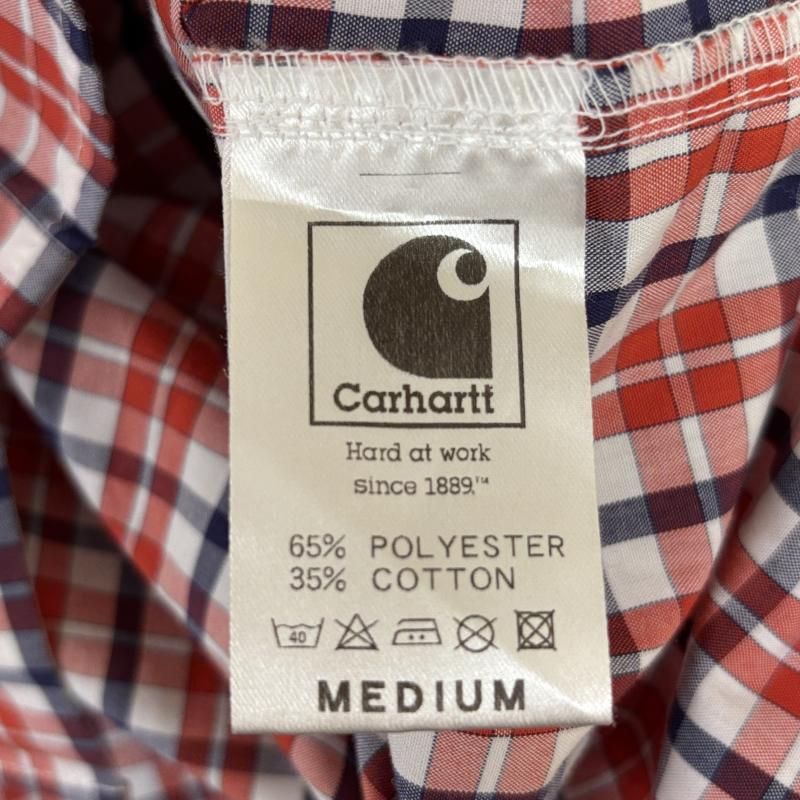 Carhartt
Hard at work
since 1889.™
65% POLYESTER
35% COTTON
40
MEDIUM